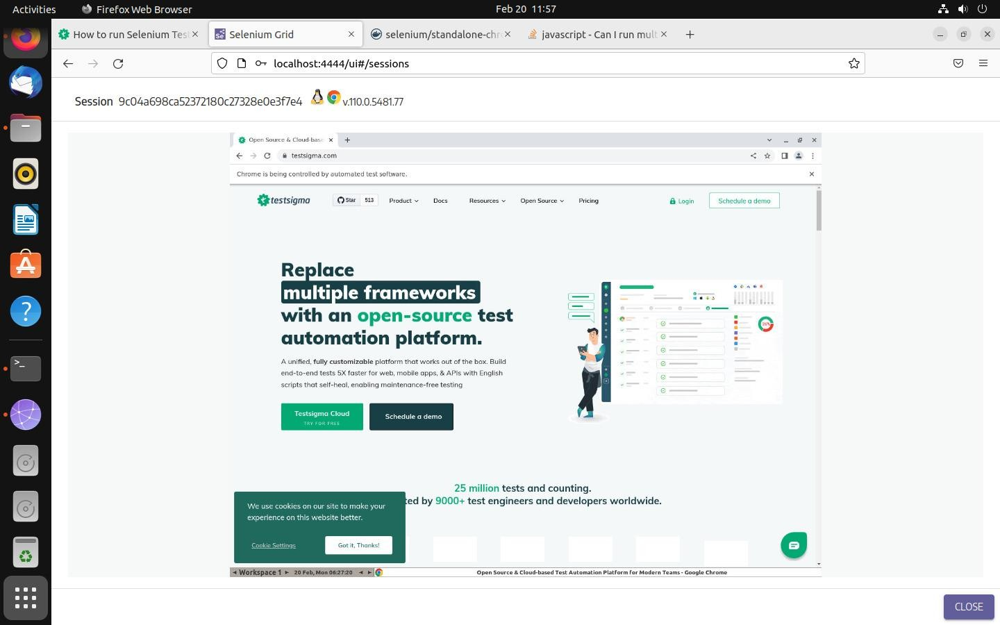 Activities Firefox Web Browser Feb 20 11:57
How to run Selenium Tes Selenium Grid selenium/standalone-chr javascript - Can I run mult
localhost:4444/ui#/sessions
Session 9c04a698ca52372180c27328e0e3f7e4 v.110.0.5481.77
Open Source & Cloud-base
testsigma.com
Chrome is being controlled by automated test software.
testsigma Star 513 Product Docs Resources Open Source Pricing Login Schedule a demo
Replace
multiple frameworks
with an open-source test
automation platform.
A unified, fully customizable platform that works out of the box. Build
end-to-end tests 5X faster for web, mobile apps, & APIs with English
scripts that self-heal, enabling maintenance-free testing
Testsigma Cloud
TRY FOR FREE
Schedule a demo
26%
25 million tests and counting.
ted by 9000+ test engineers and developers worldwide.
We use cookies on our site to make your
experience on this website better.
Cookie Settings Got it, Thanks!
Workspace 1 20 Feb, Mon 06:27:20 Open Source & Cloud-based Test Automation Platform for Modern Teams - Google Chrome
CLOSE